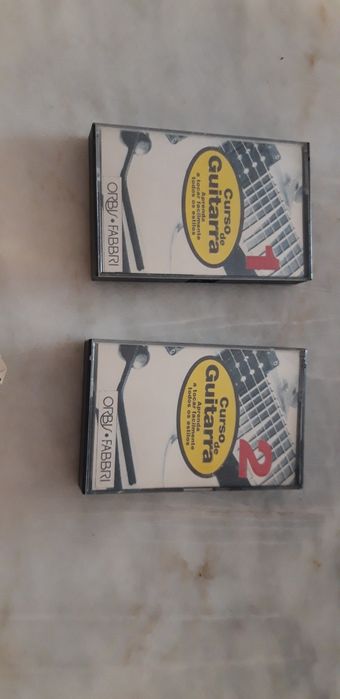 Curso
de
Guitarra
Aprenda
a tocar facilmente
todos os estilos
1
ORBIS • FABBRI
Curso
de
Guitarra
Aprenda
a tocar facilmente
todos os estilos
2
ORBIS • FABBRI